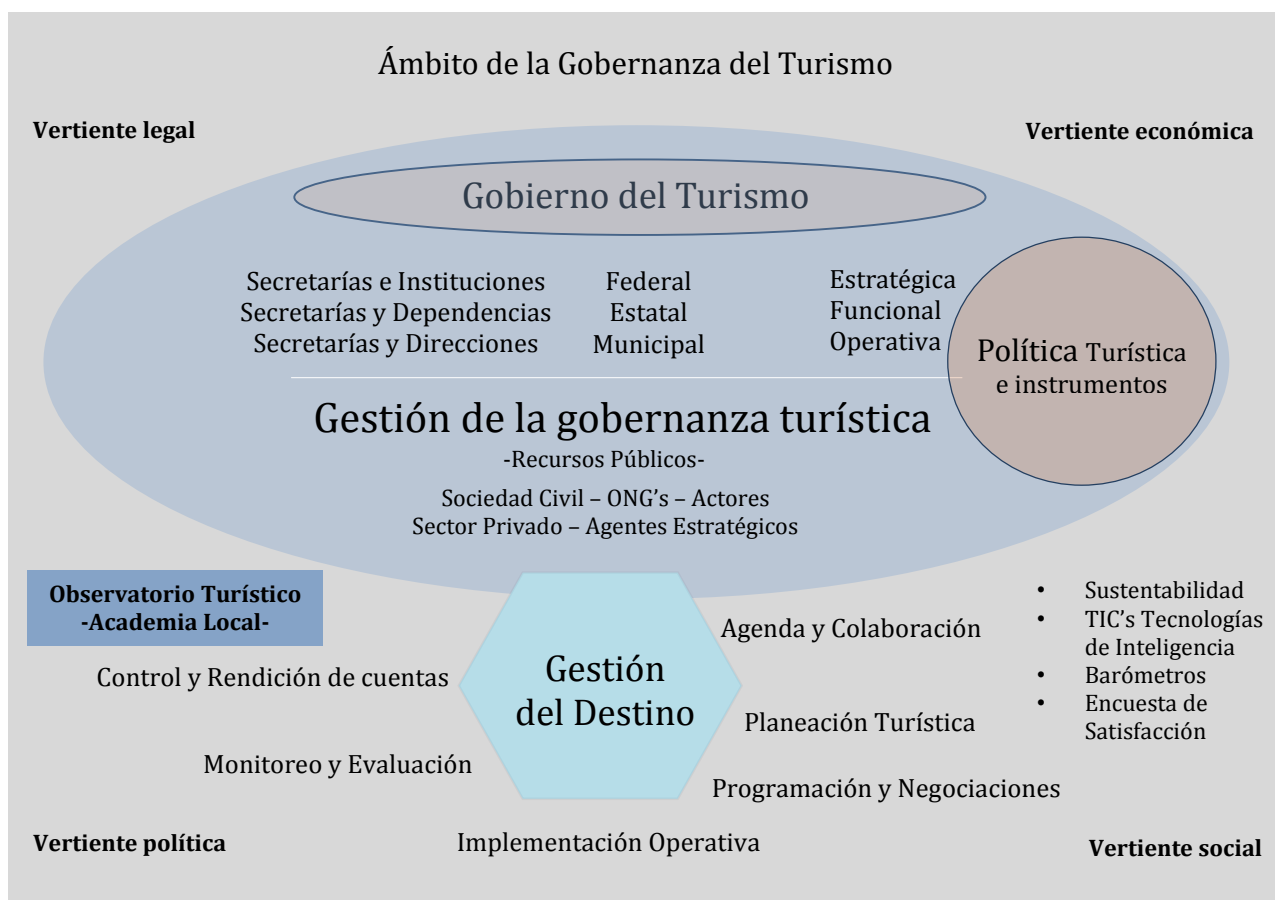 Ámbito de la Gobernanza del Turismo
Vertiente legal
Vertiente económica
Gobierno del Turismo
Secretarías e Instituciones
Secretarías y Dependencias
Secretarías y Direcciones
Federal
Estatal
Municipal
Estratégica
Funcional
Operativa
Política Turística
e instrumentos
Gestión de la gobernanza turística
-Recursos Públicos-
Sociedad Civil – ONG’s – Actores
Sector Privado – Agentes Estratégicos
Observatorio Turístico
-Academia Local-
Control y Rendición de cuentas
Monitoreo y Evaluación
Gestión
del Destino
Agenda y Colaboración
Planeación Turística
Programación y Negociaciones
Implementación Operativa
• Sustentabilidad
• TIC’s Tecnologías
de Inteligencia
• Barómetros
• Encuesta de
Satisfacción
Vertiente política
Vertiente social